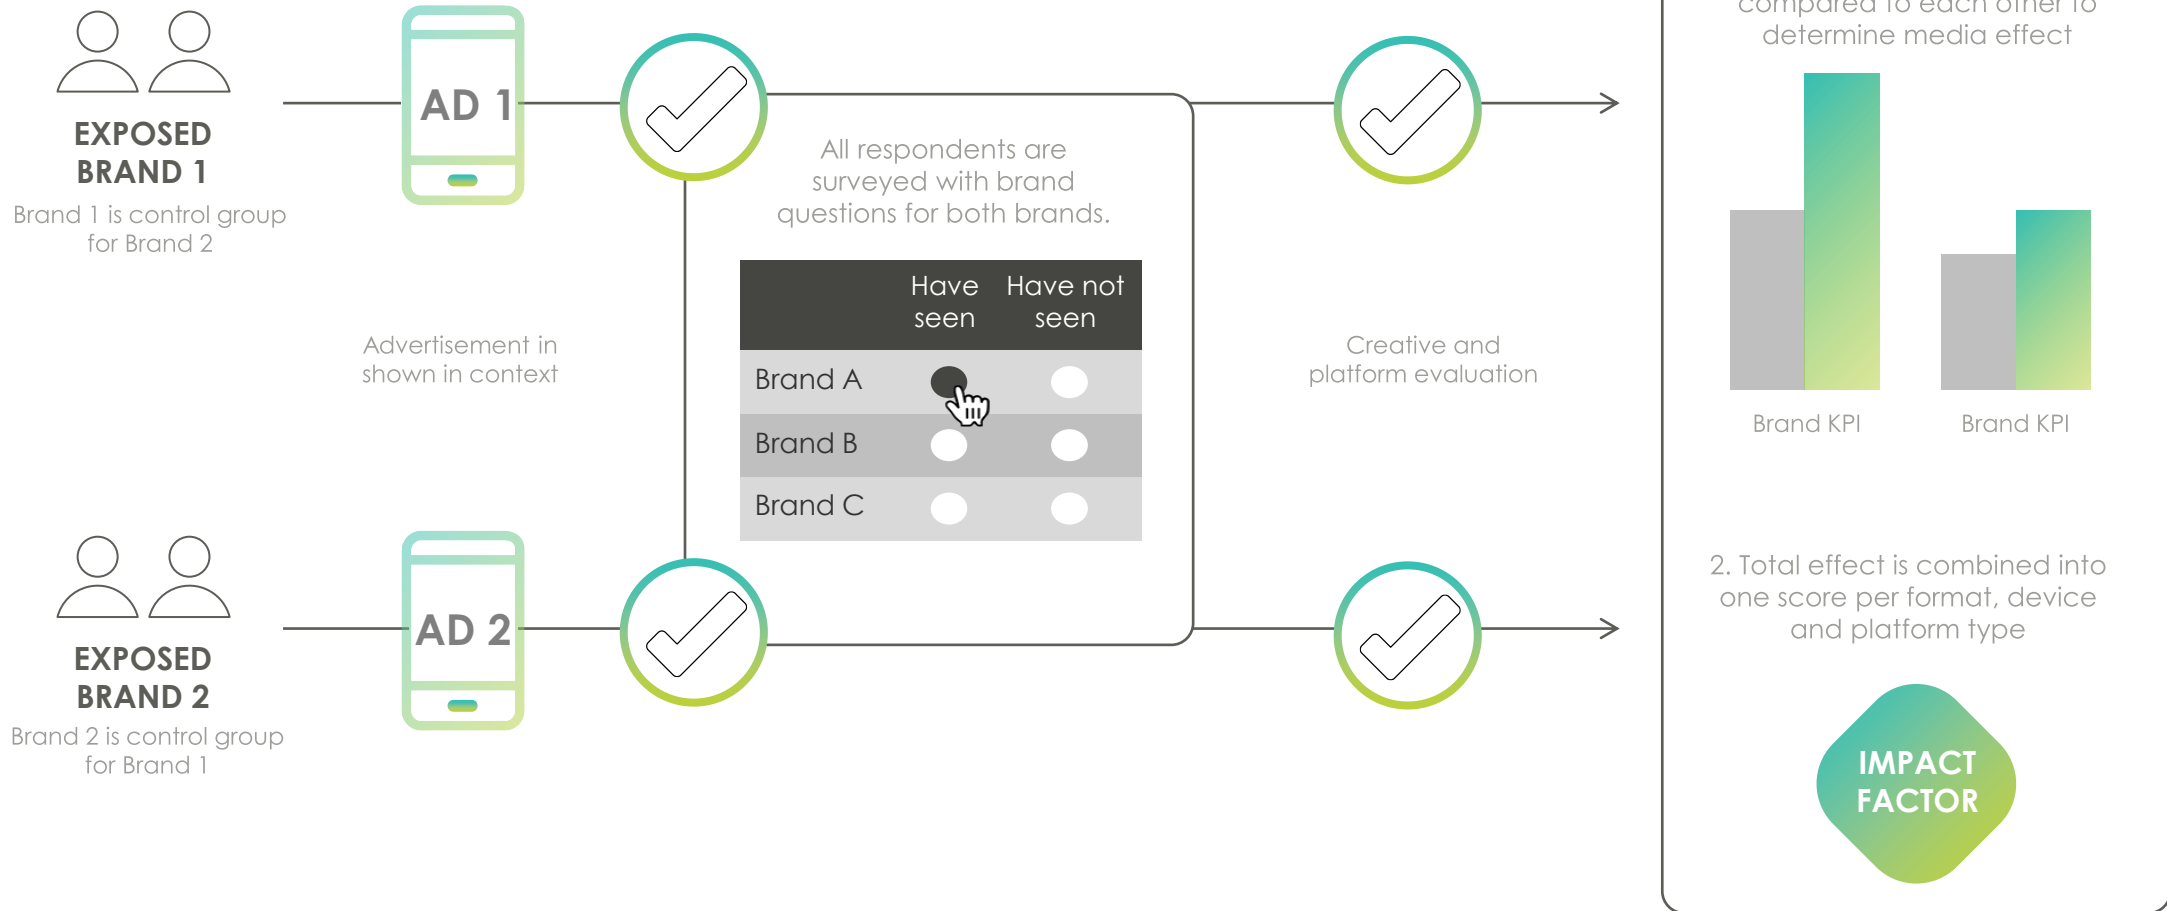 EXPOSED
BRAND 1
Brand 1 is control group
for Brand 2
AD 1
Advertisement in
shown in context
EXPOSED
BRAND 2
Brand 2 is control group
for Brand 1
AD 2
All respondents are
surveyed with brand
questions for both brands.
Have seen
Have not seen
Brand A
Brand B
Brand C
Creative and
platform evaluation
compared to each other to
determine media effect
Brand KPI
Brand KPI
2. Total effect is combined into
one score per format, device
and platform type
IMPACT
FACTOR